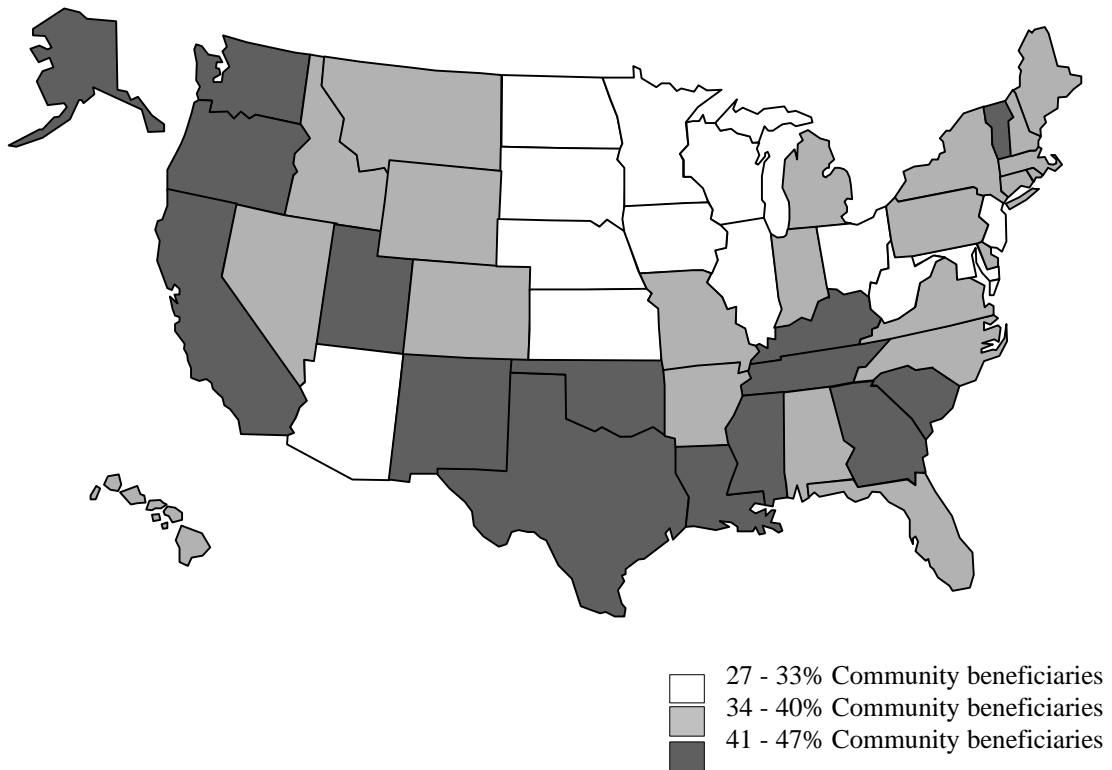 27 - 33% Community beneficiaries
34 - 40% Community beneficiaries
41 - 47% Community beneficiaries